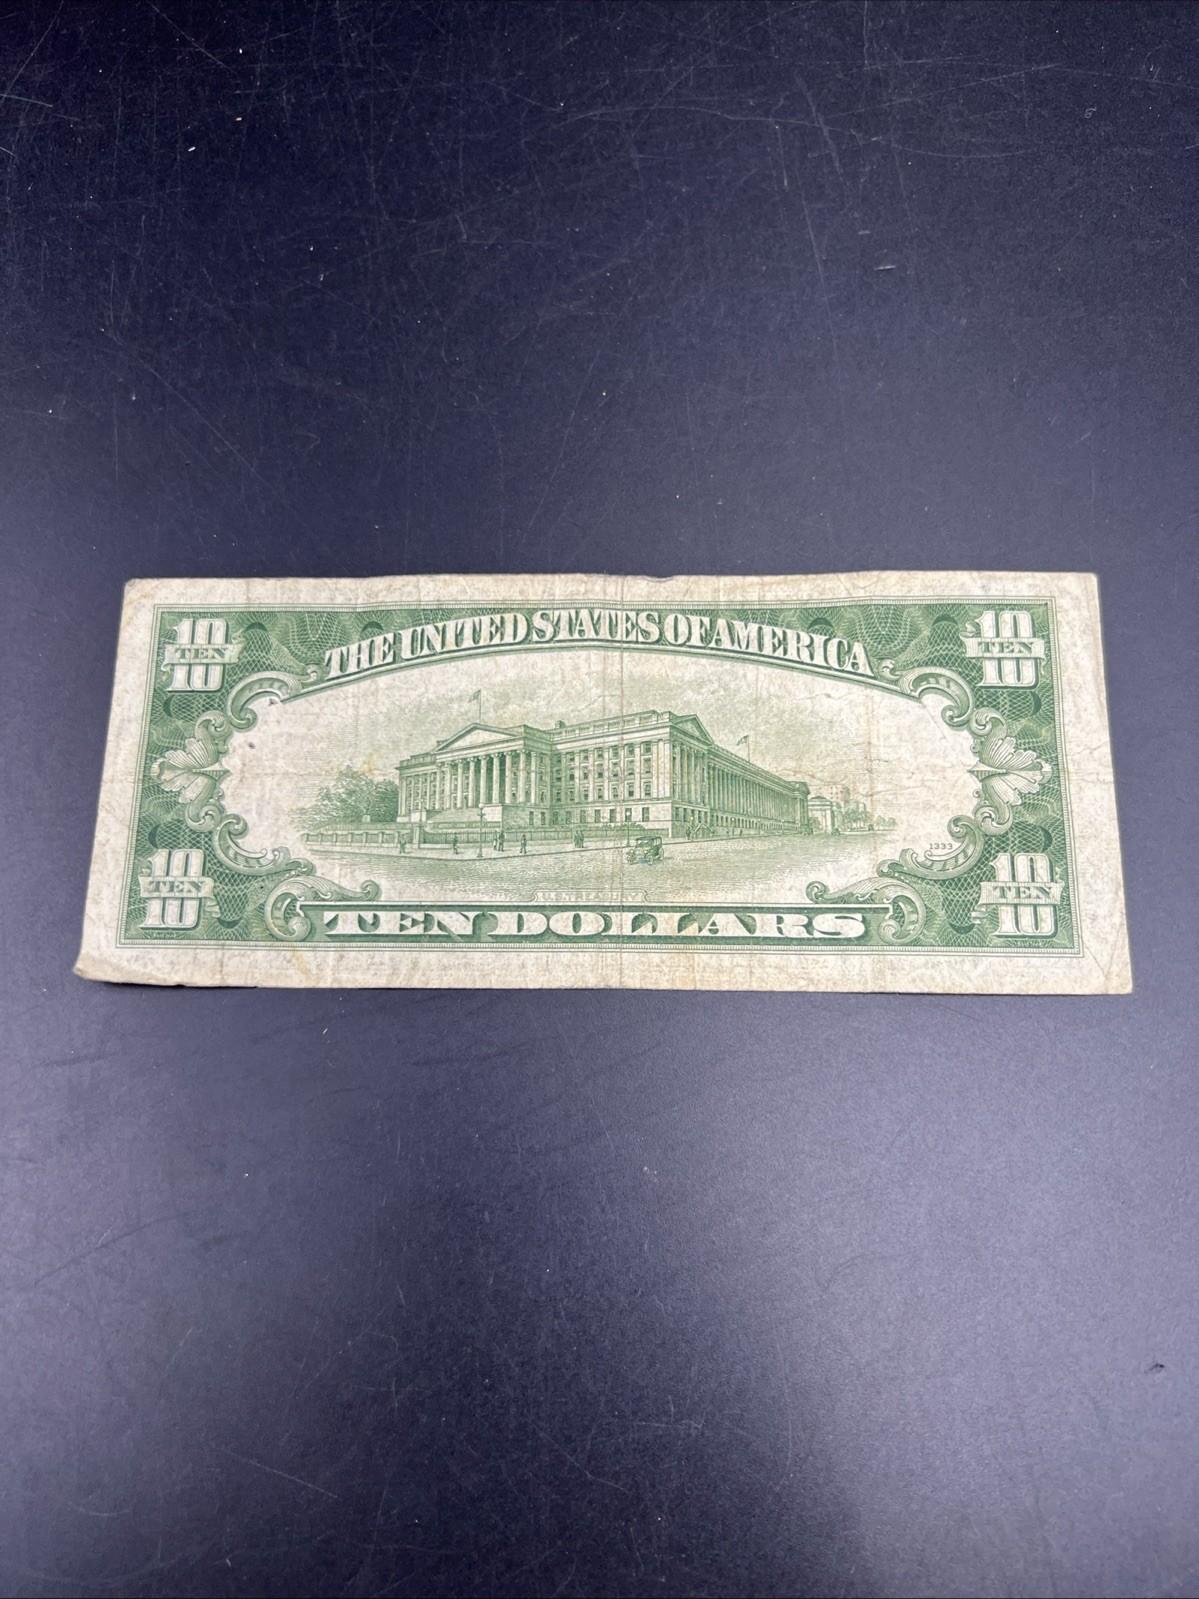 10 TEN 10
THE UNITED STATES OF AMERICA
10 TEN 10
1333
10 TEN 10
TEN DOLLARS
10 TEN 10